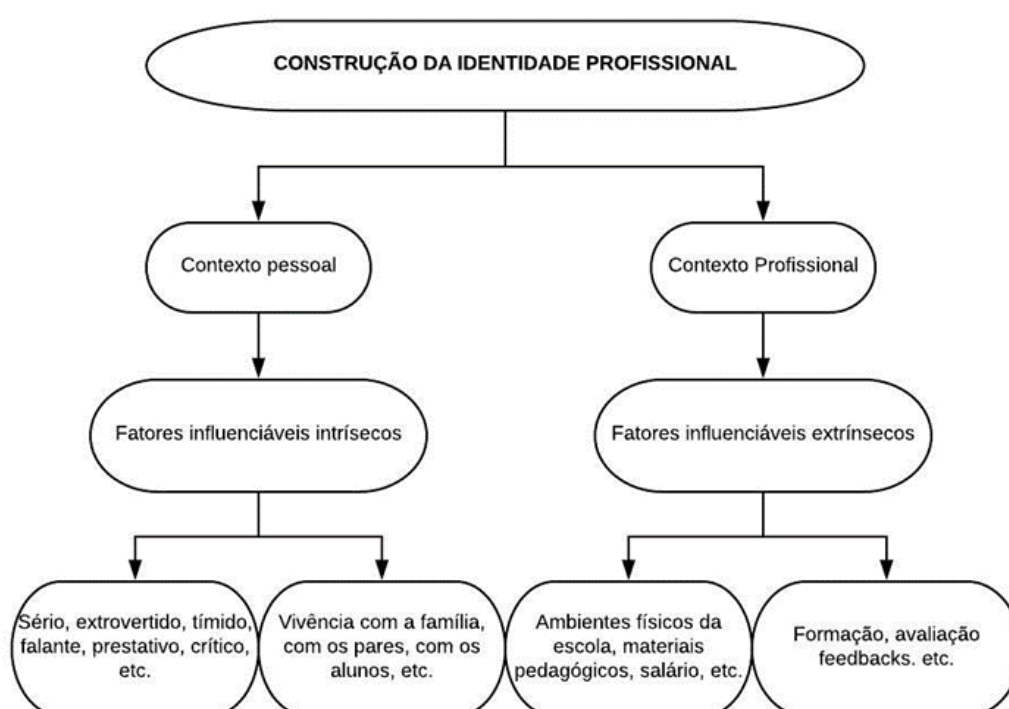 CONSTRUÇÃO DA IDENTIDADE PROFISSIONAL
Contexto pessoal
Contexto Profissional
Fatores influenciáveis intrísecos
Fatores influenciáveis extrínsecos
Sério, extrovertido, tímido,
falante, prestativo, crítico,
etc.
Vivência com a família,
com os pares, com os
alunos, etc.
Ambientes físicos da
escola, materiais
pedagógicos, salário, etc.
Formação, avaliação
feedbacks. etc.